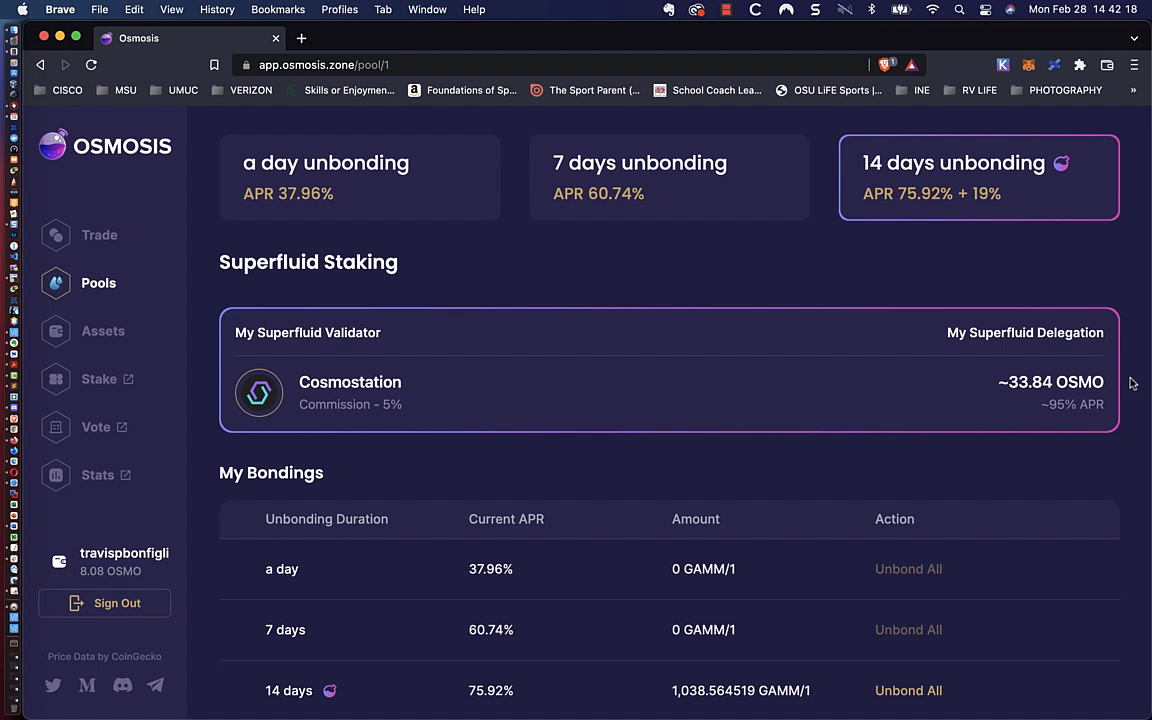 Brave File Edit View History Bookmarks Profiles Tab Window Help Mon Feb 28 14 42 18
Osmosis
app.osmosis.zone/pool/1
CISCO MSU UMUC VERIZON Skills or Enjoymen... Foundations of Sp... The Sport Parent (... School Coach Lea... OSU LiFE Sports |... INE RV LIFE PHOTOGRAPHY »
OSMOSIS
a day unbonding
APR 37.96%
7 days unbonding
APR 60.74%
14 days unbonding
APR 75.92% + 19%
Trade
Pools
Assets
Stake
Vote
Stats
travispbonfigli
8.08 OSMO
Sign Out
Price Data by CoinGecko
Superfluid Staking
My Superfluid Validator My Superfluid Delegation
Cosmostation ~33.84 OSMO
Commission - 5% ~95% APR
My Bondings
Unbonding Duration Current APR Amount Action
a day 37.96% 0 GAMM/1 Unbond All
7 days 60.74% 0 GAMM/1 Unbond All
14 days 75.92% 1,038.564519 GAMM/1 Unbond All